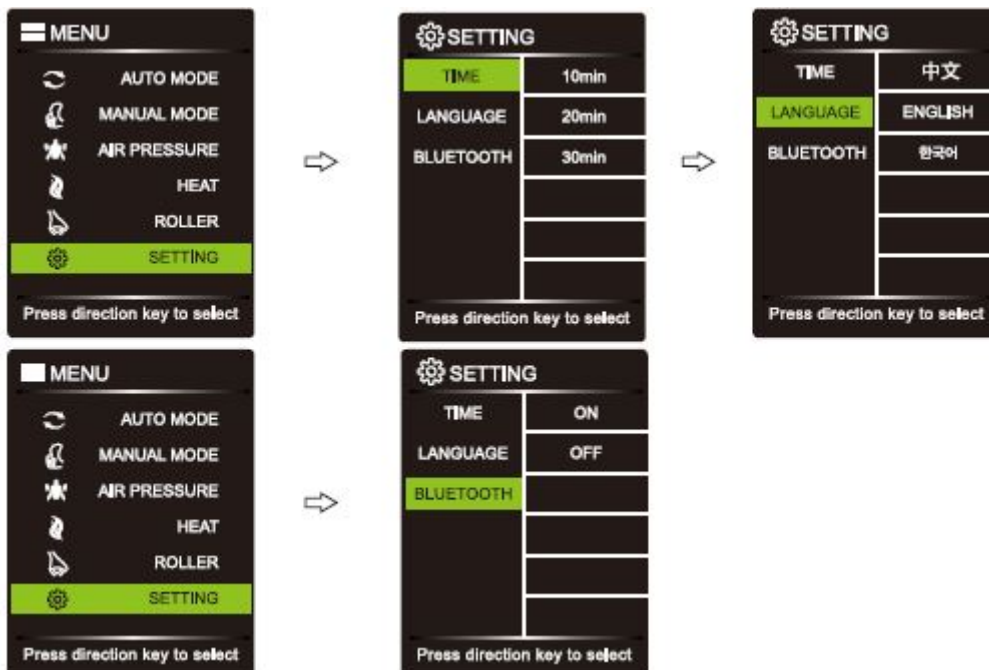 MENU
AUTO MODE
MANUAL MODE
AIR PRESSURE
HEAT
ROLLER
SETTING
Press direction key to select
SETTING
TIME 10min
LANGUAGE 20min
BLUETOOTH 30min
Press direction key to select
SETTING
TIME 中文
LANGUAGE ENGLISH
BLUETOOTH 한국어
Press direction key to select
MENU
AUTO MODE
MANUAL MODE
AIR PRESSURE
HEAT
ROLLER
SETTING
Press direction key to select
SETTING
TIME ON
LANGUAGE OFF
BLUETOOTH
Press direction key to select